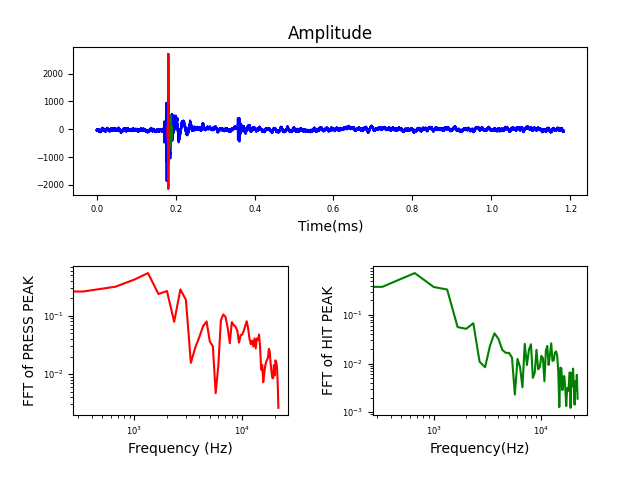 Amplitude
2000
1000
0
−1000
−2000
0.0 0.2 0.4 0.6 0.8 1.0 1.2
Time(ms)
FFT of PRESS PEAK
10⁻¹
10⁻²
10³ 10⁴
Frequency (Hz)
FFT of HIT PEAK
10⁻¹
10⁻²
10⁻³
10³ 10⁴
Frequency(Hz)